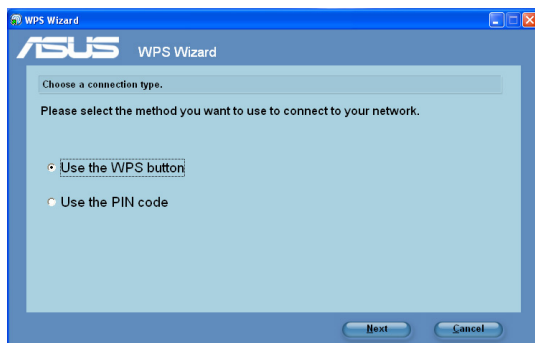 WPS Wizard
ASUS WPS Wizard
Choose a connection type.
Please select the method you want to use to connect to your network.
Use the WPS button
Use the PIN code
Next Cancel